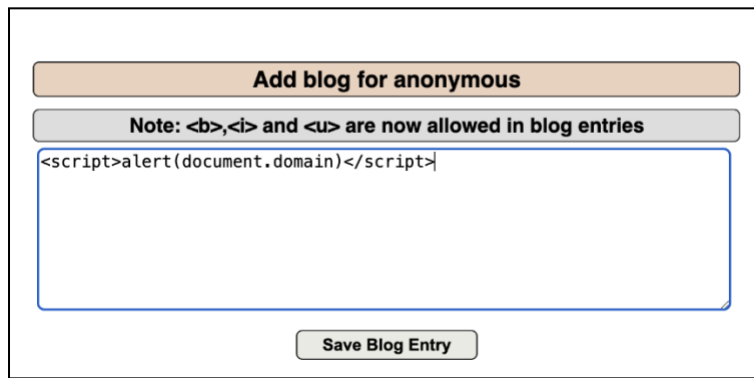 Add blog for anonymous
Note: <b>,<i> and <u> are now allowed in blog entries
<script>alert(document.domain)</script>
Save Blog Entry